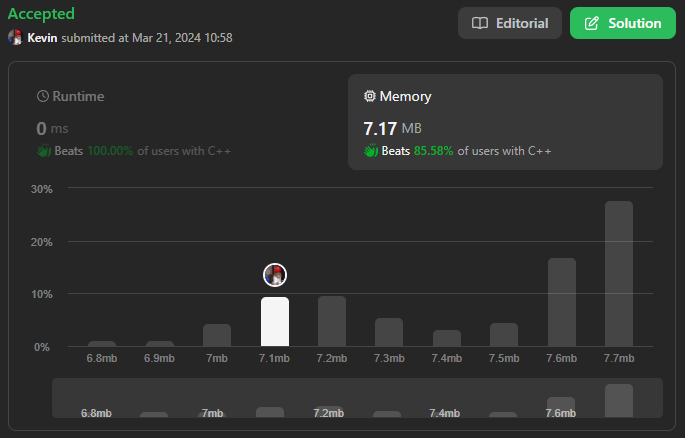 Accepted
Kevin submitted at Mar 21, 2024 10:58
Editorial
Solution
Runtime
0 ms
Beats 100.00% of users with C++
Memory
7.17 MB
Beats 85.58% of users with C++
30%
20%
10%
0%
6.8mb 6.9mb 7mb 7.1mb 7.2mb 7.3mb 7.4mb 7.5mb 7.6mb 7.7mb
6.8mb 7mb 7.2mb 7.4mb 7.6mb